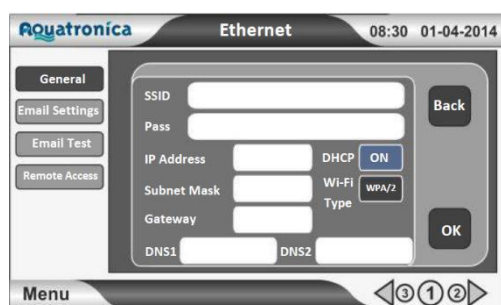 Aquatronica Ethernet 08:30 01-04-2014
General
Email Settings
Email Test
Remote Access
SSID
Pass
IP Address
DHCP ON
Subnet Mask
Wi-Fi Type WPA/2
Gateway
DNS1
DNS2
Back
OK
Menu
3 1 2